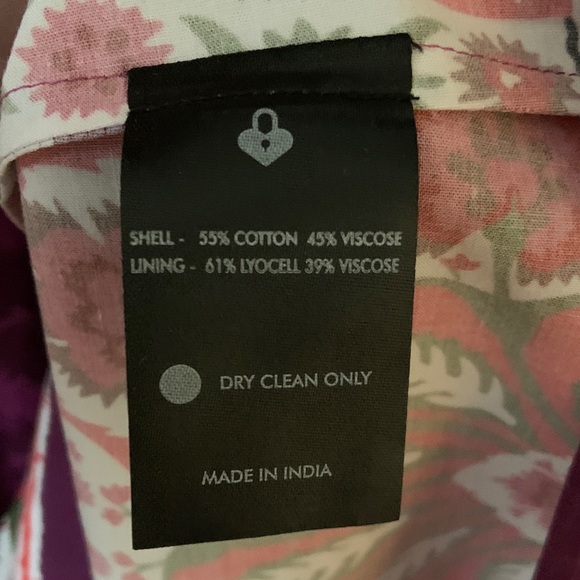 SHELL - 55% COTTON 45% VISCOSE
LINING - 61% LYOCELL 39% VISCOSE
DRY CLEAN ONLY
MADE IN INDIA